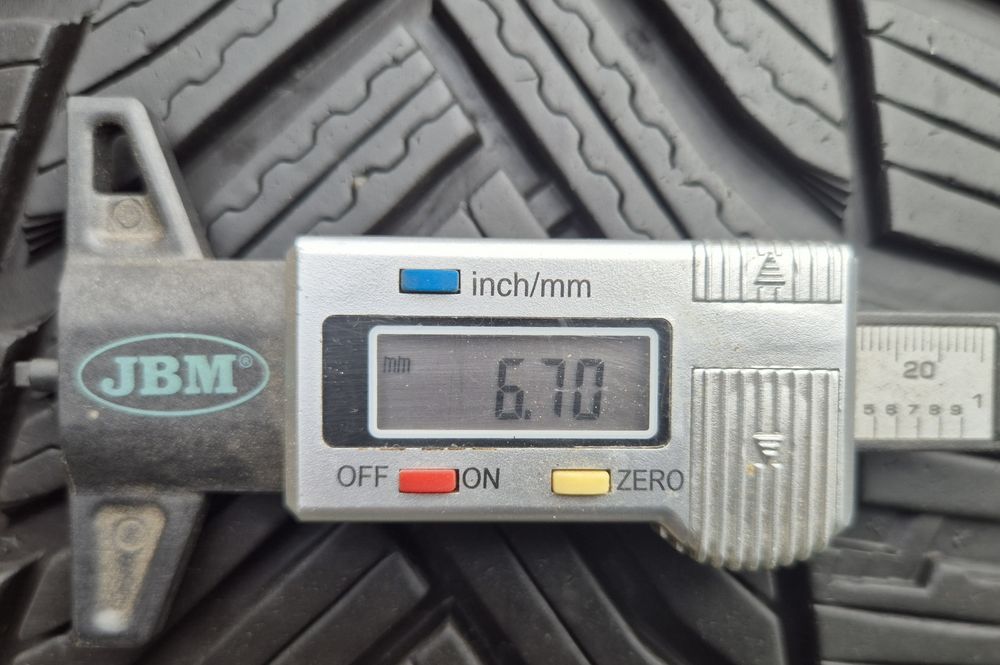 inch/mm
JBM®
mm
6.70
20
5 6 7 8 9 1
OFF ON ZERO